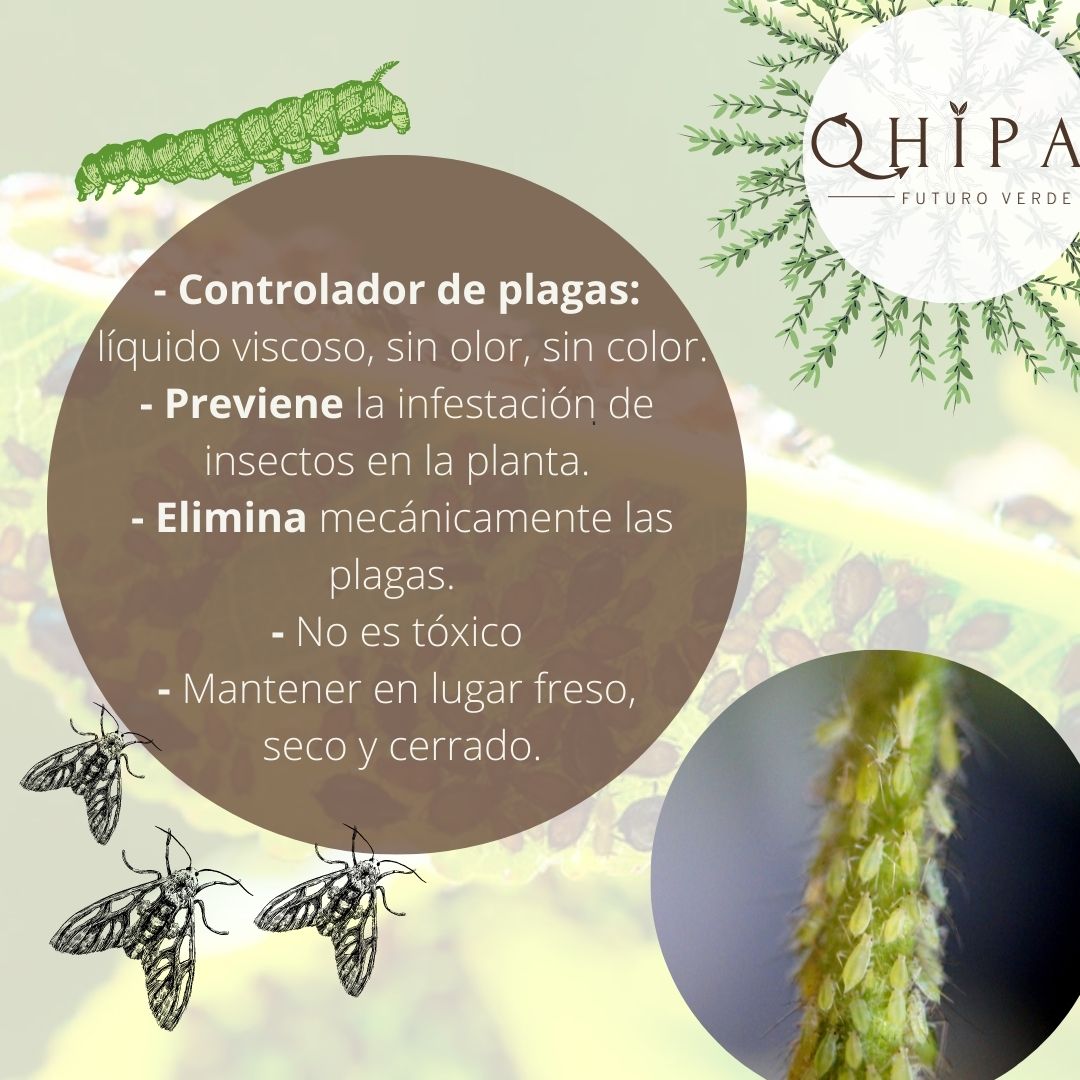 QHIPA
FUTURO VERDE
- Controlador de plagas:
líquido viscoso, sin olor, sin color.
- Previene la infestación de
insectos en la planta.
- Elimina mecánicamente las
plagas.
- No es tóxico
- Mantener en lugar freso,
seco y cerrado.